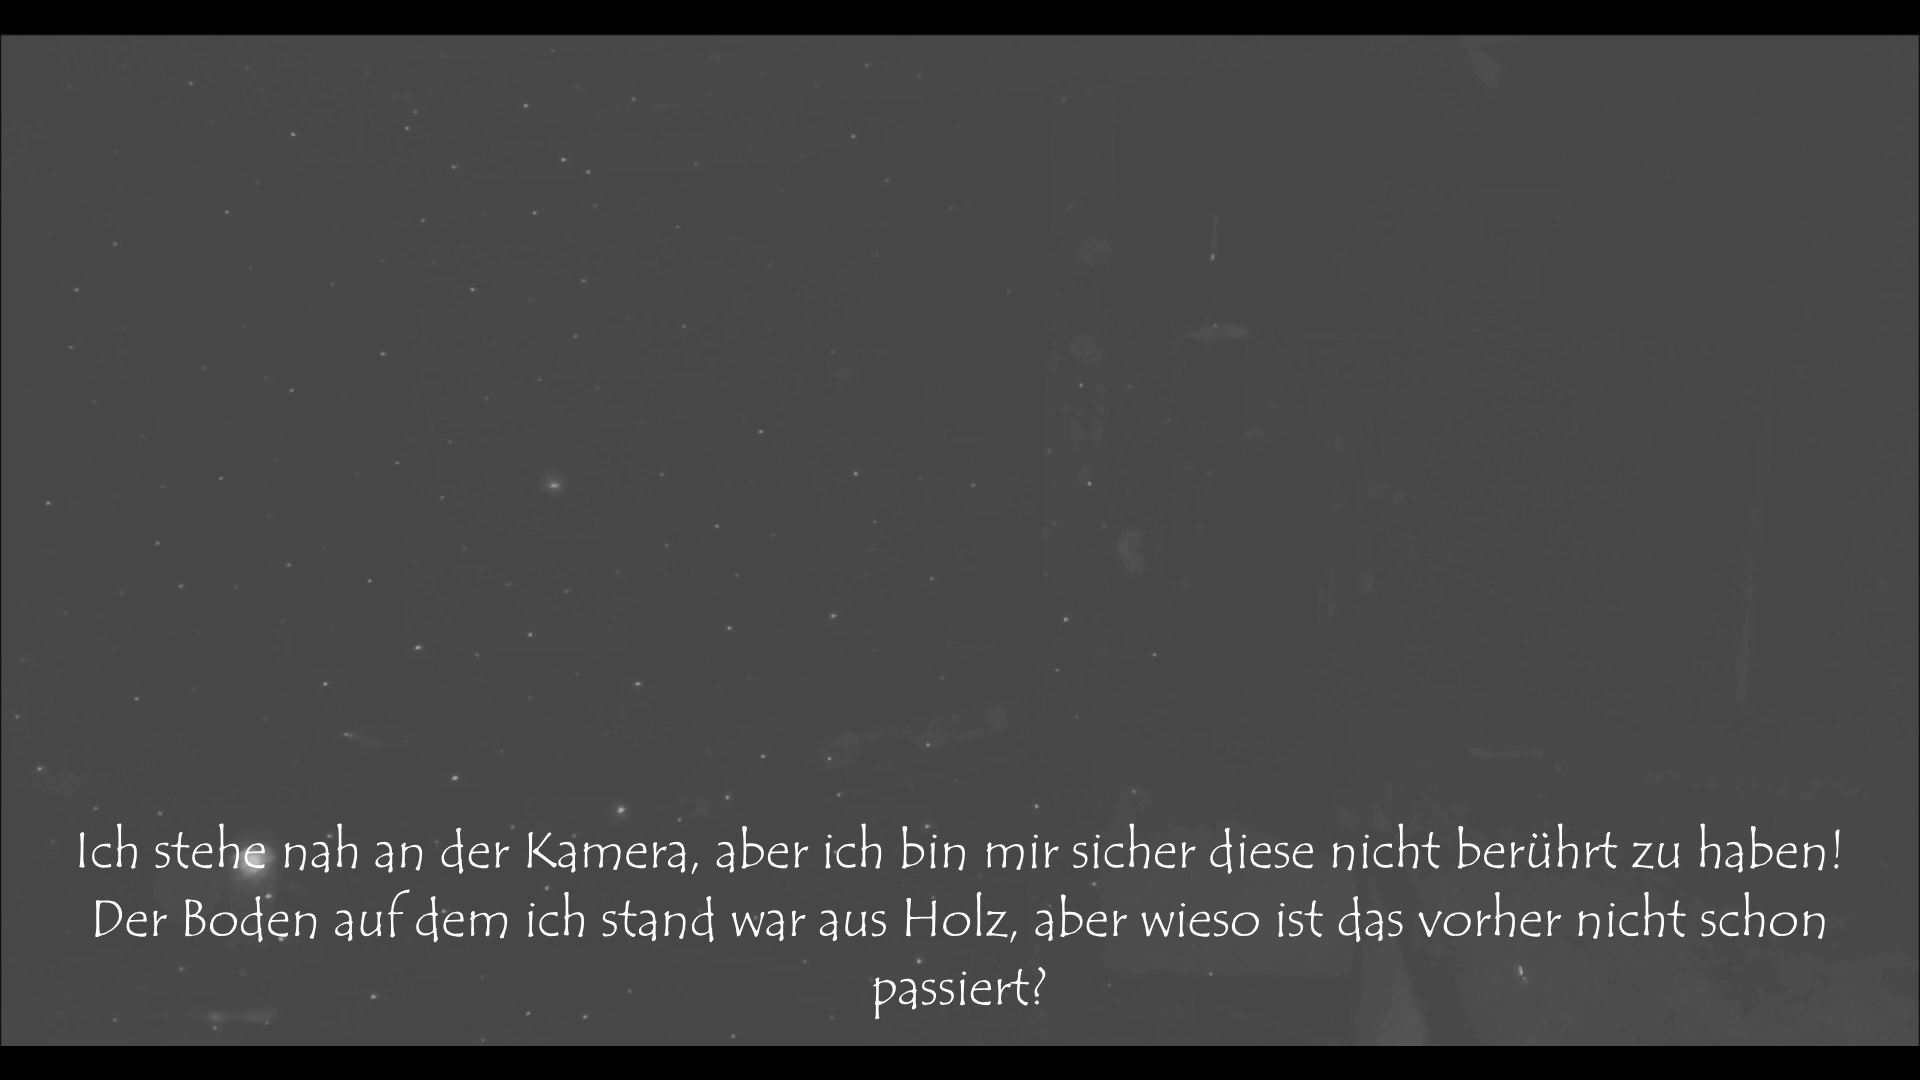 Ich stehe nah an der Kamera, aber ich bin mir sicher diese nicht berührt zu haben!
Der Boden auf dem ich stand war aus Holz, aber wieso ist das vorher nicht schon
passiert?